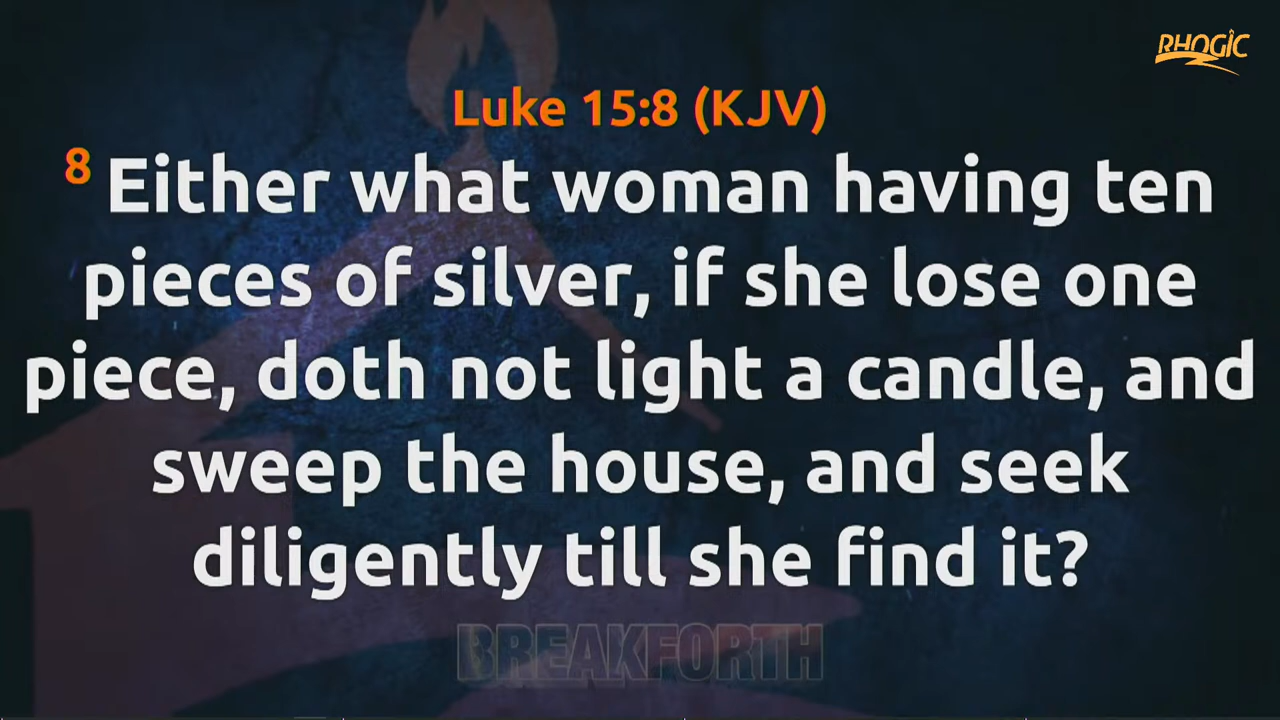 RHOGIC
Luke 15:8 (KJV)
8 Either what woman having ten
pieces of silver, if she lose one
piece, doth not light a candle, and
sweep the house, and seek
diligently till she find it?
BREAKFORTH